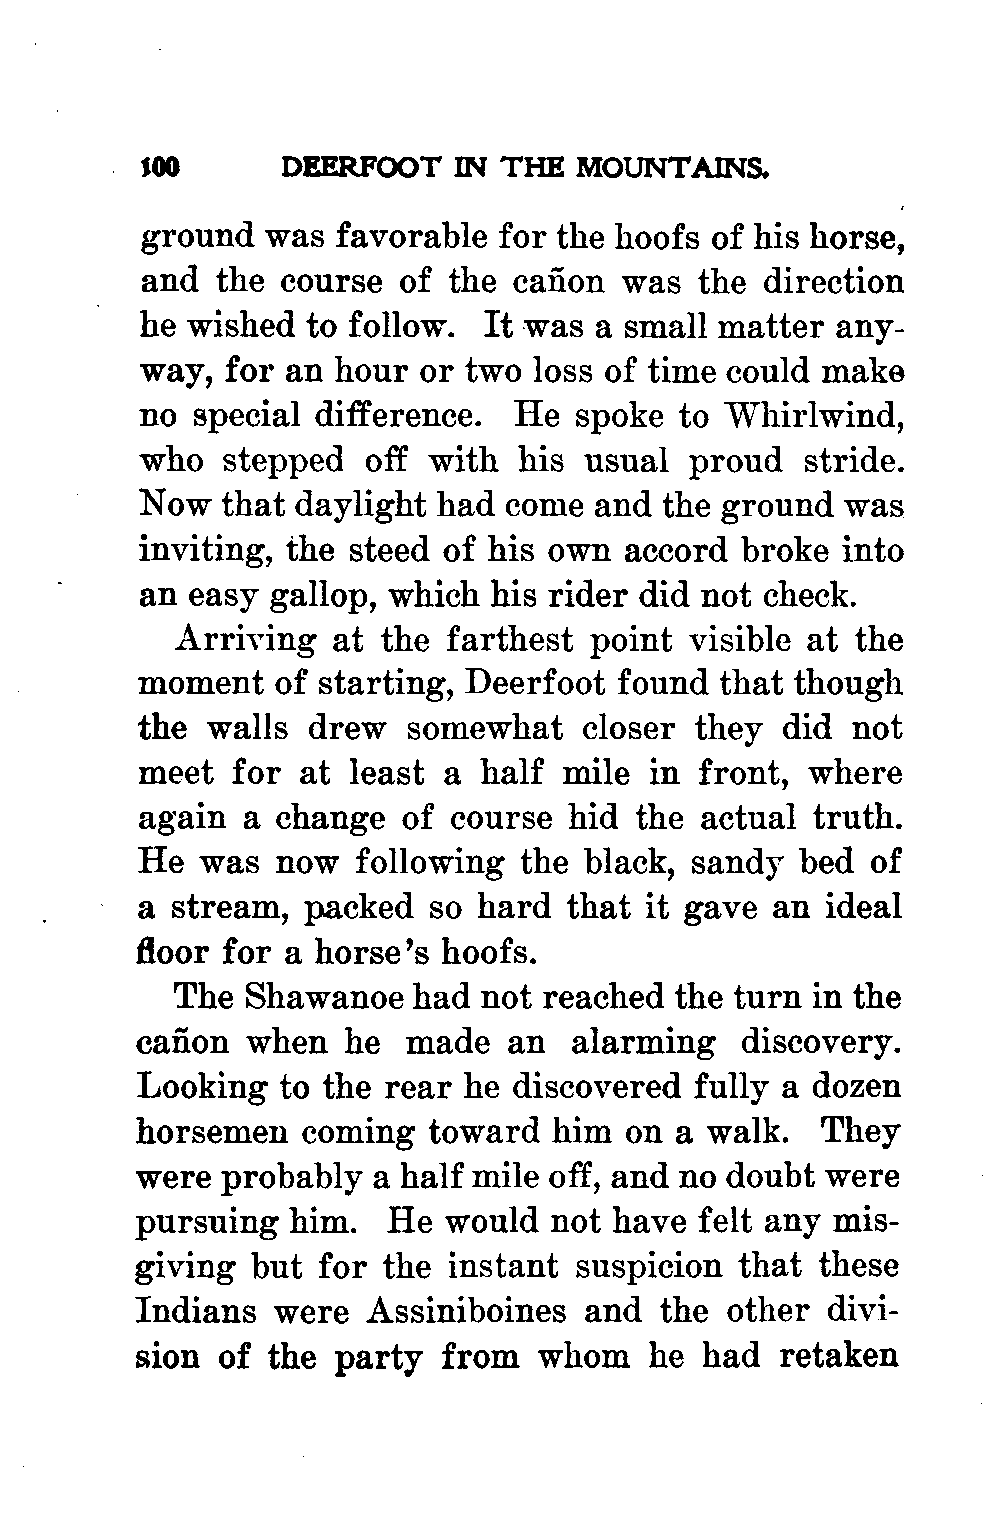 100 DEERFOOT IN THE MOUNTAINS.
ground was favorable for the hoofs of his horse,
and the course of the cañon was the direction
he wished to follow. It was a small matter any-
way, for an hour or two loss of time could make
no special difference. He spoke to Whirlwind,
who stepped off with his usual proud stride.
Now that daylight had come and the ground was
inviting, the steed of his own accord broke into
an easy gallop, which his rider did not check.
Arriving at the farthest point visible at the
moment of starting, Deerfoot found that though
the walls drew somewhat closer they did not
meet for at least a half mile in front, where
again a change of course hid the actual truth.
He was now following the black, sandy bed of
a stream, packed so hard that it gave an ideal
floor for a horse's hoofs.
The Shawanoe had not reached the turn in the
cañon when he made an alarming discovery.
Looking to the rear he discovered fully a dozen
horsemen coming toward him on a walk. They
were probably a half mile off, and no doubt were
pursuing him. He would not have felt any mis-
giving but for the instant suspicion that these
Indians were Assiniboines and the other divi-
sion of the party from whom he had retaken